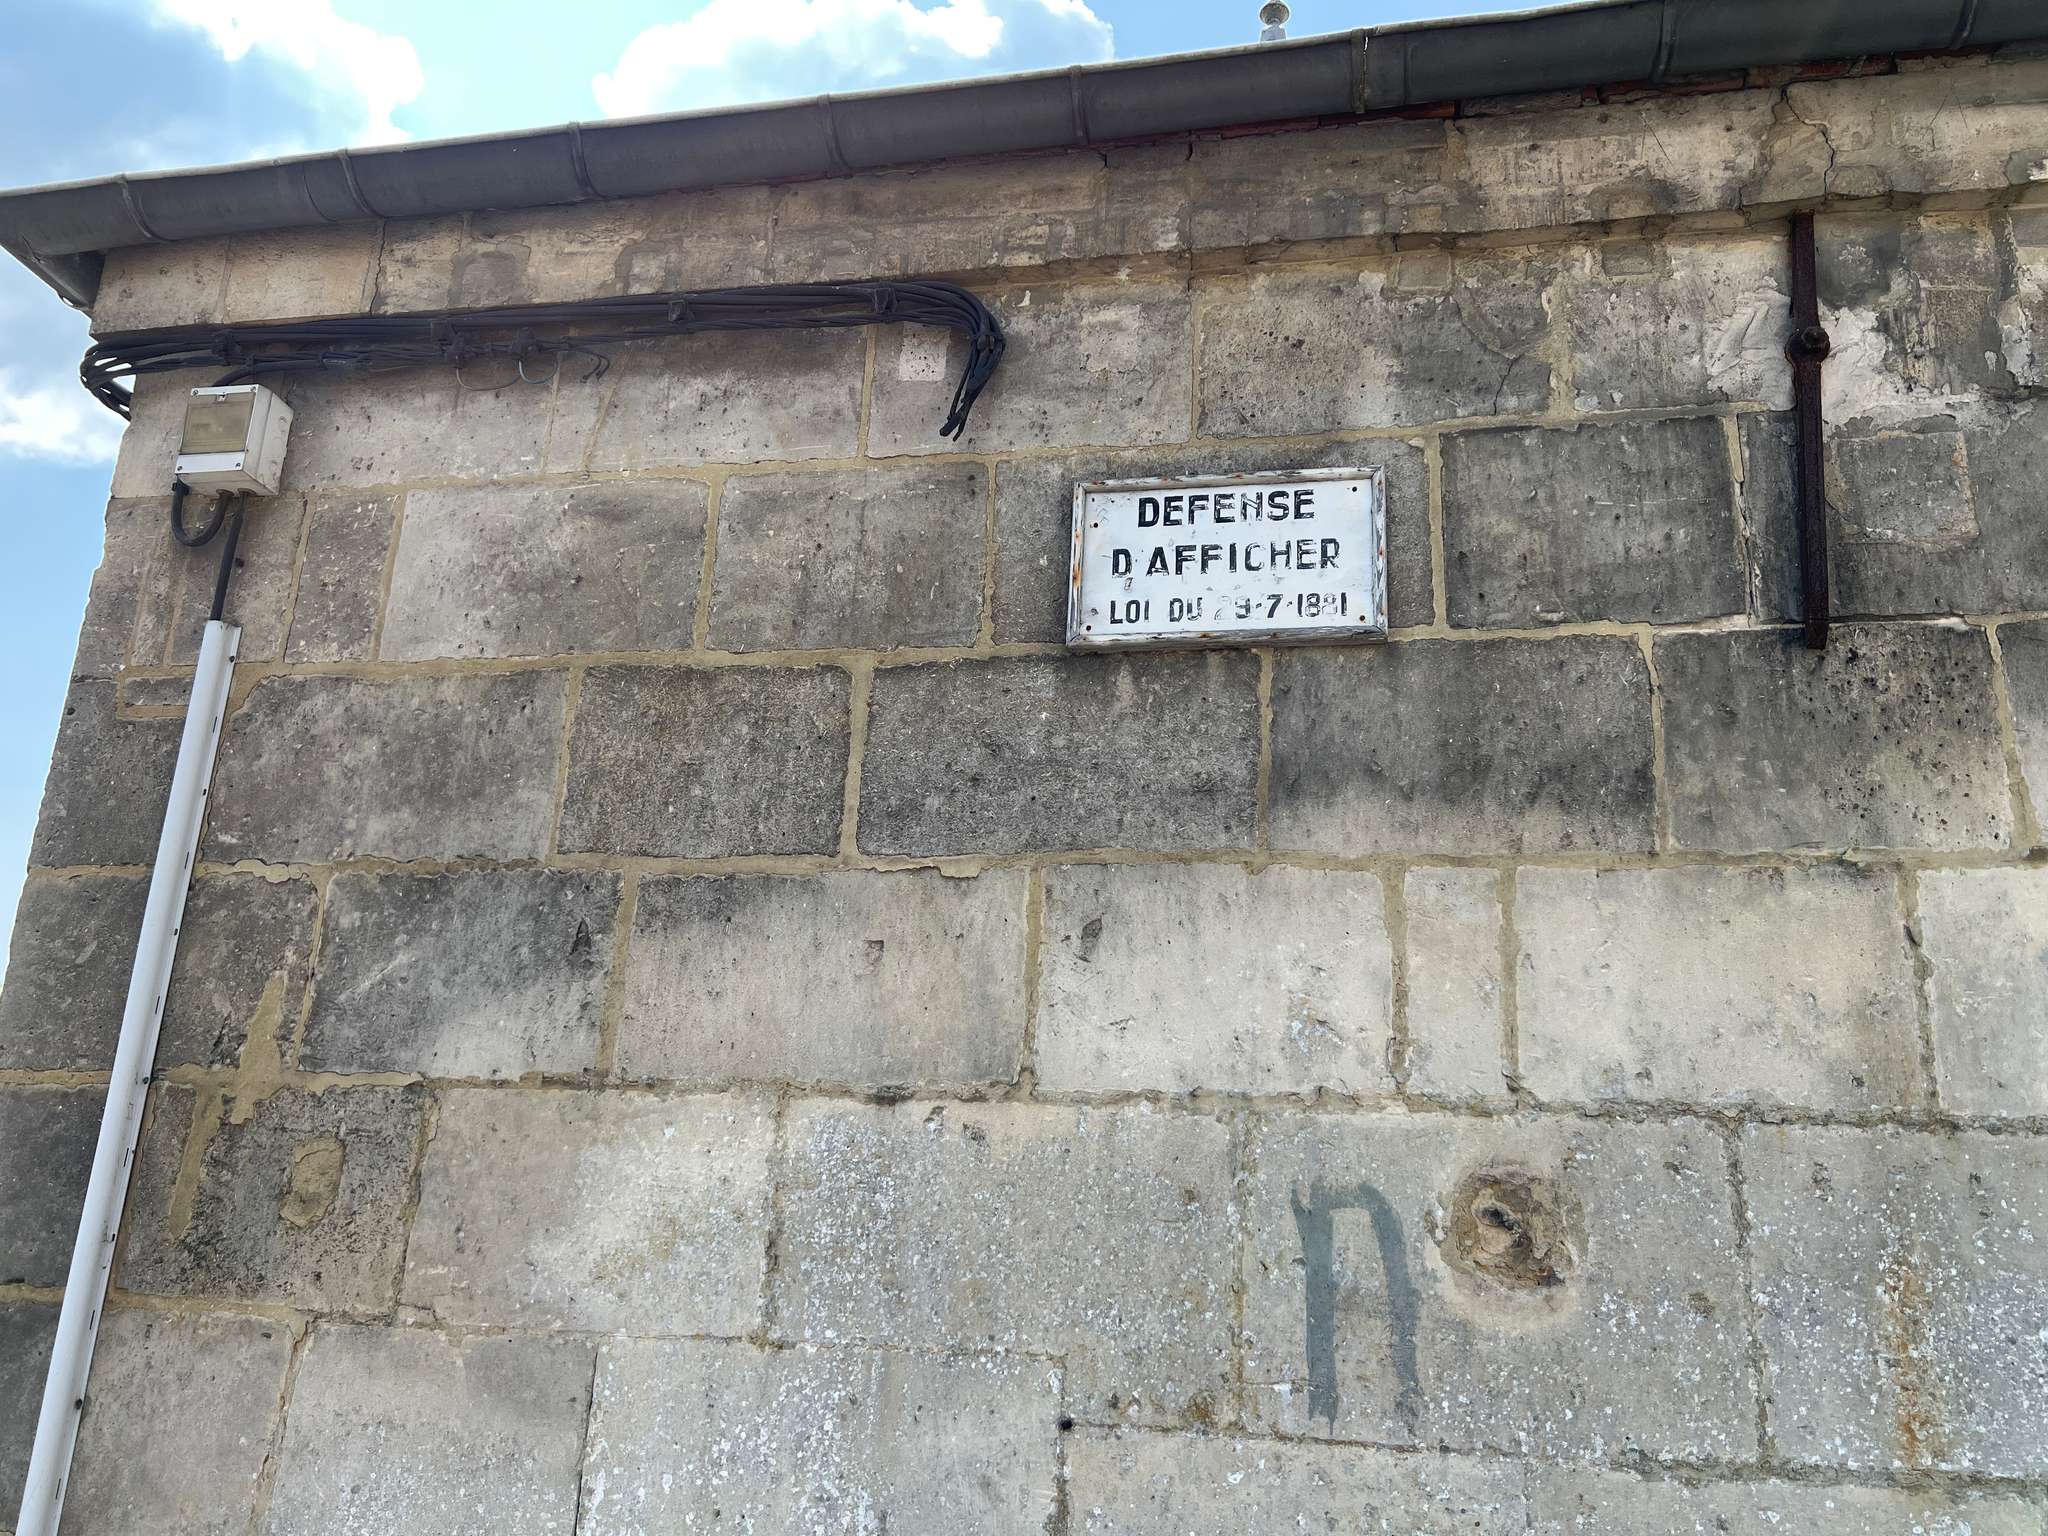 DEFENSE
D'AFFICHER
LOI DU 29·7·1881
n